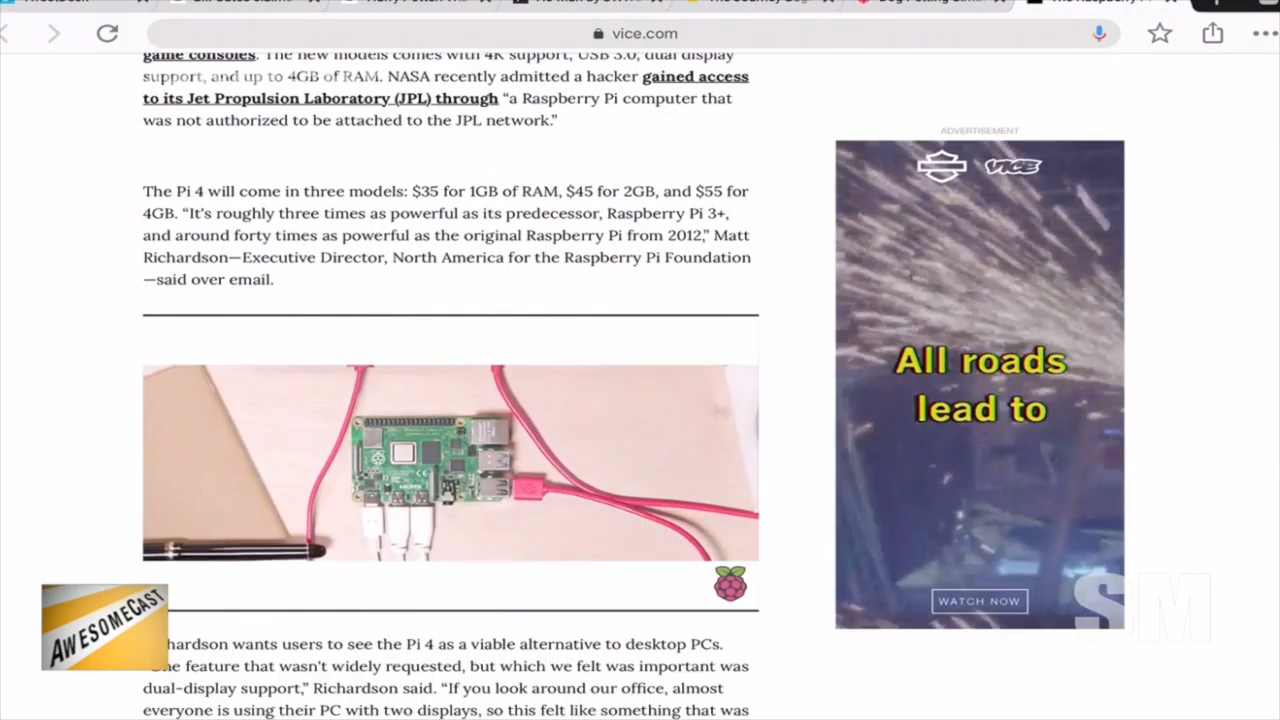 vice.com
game consoles. The new models comes with 4K support, USB 3.0, dual display
support, and up to 4GB of RAM. NASA recently admitted a hacker gained access
to its Jet Propulsion Laboratory (JPL) through “a Raspberry Pi computer that
was not authorized to be attached to the JPL network.”
The Pi 4 will come in three models: $35 for 1GB of RAM, $45 for 2GB, and $55 for
4GB. “It's roughly three times as powerful as its predecessor, Raspberry Pi 3+,
and around forty times as powerful as the original Raspberry Pi from 2012,” Matt
Richardson—Executive Director, North America for the Raspberry Pi Foundation
—said over email.
ADVERTISEMENT
VICE
All roads
lead to
WATCH NOW
SM
AWESOMECAST
hardson wants users to see the Pi 4 as a viable alternative to desktop PCs.
ne feature that wasn't widely requested, but which we felt was important was
dual-display support,” Richardson said. “If you look around our office, almost
everyone is using their PC with two displays, so this felt like something that was